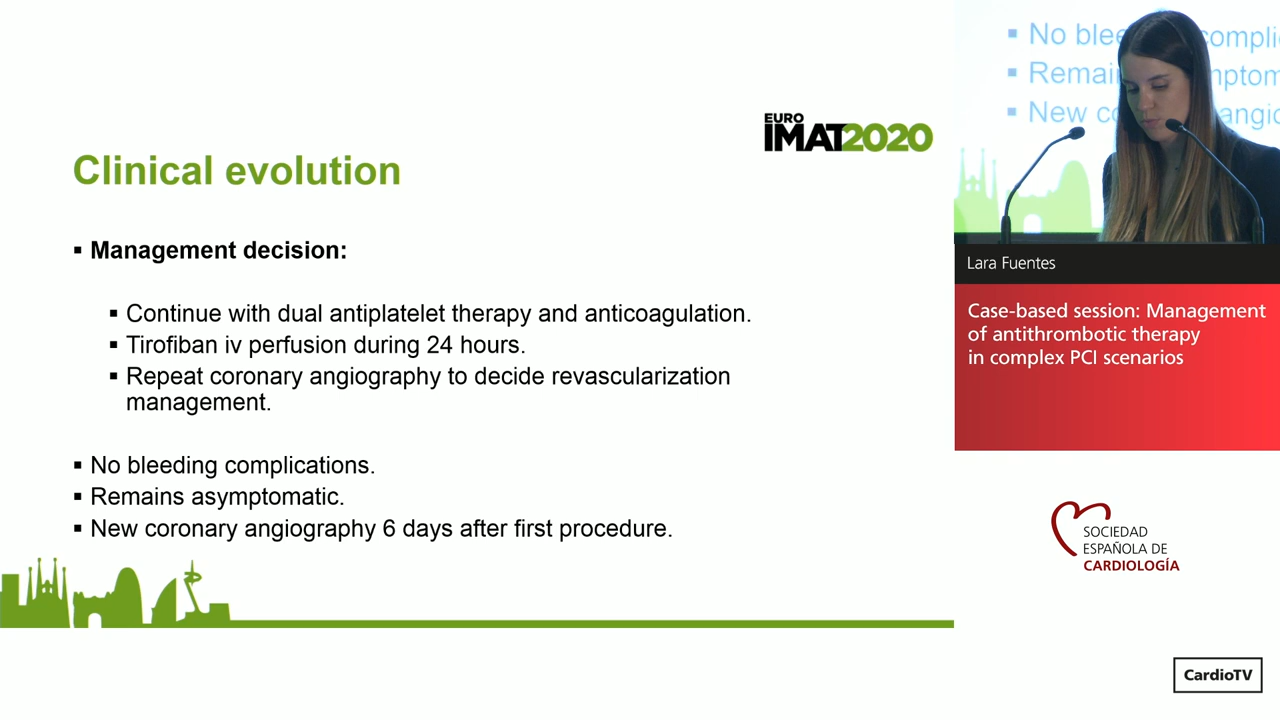 EURO
IMAT2020
Clinical evolution
▪ Management decision:
▪ Continue with dual antiplatelet therapy and anticoagulation.
▪ Tirofiban iv perfusion during 24 hours.
▪ Repeat coronary angiography to decide revascularization
management.
▪ No bleeding complications.
▪ Remains asymptomatic.
▪ New coronary angiography 6 days after first procedure.
▪ No
▪
▪ New
Lara Fuentes
Case-based session: Management
of antithrombotic therapy
in complex PCI scenarios
SOCIEDAD
ESPAÑOLA DE
CARDIOLOGÍA
CardioTV